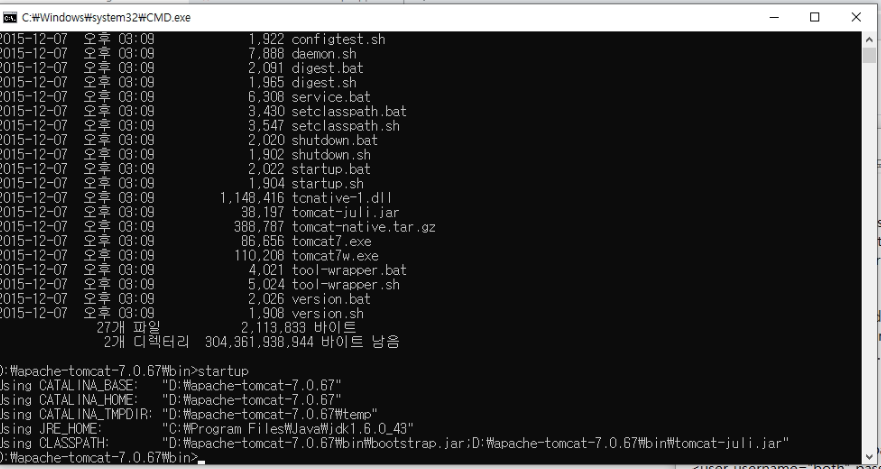 C:₩Windows₩system32₩CMD.exe
2015-12-07 오후 03:09 1,922 configtest.sh
2015-12-07 오후 03:09 7,888 daemon.sh
2015-12-07 오후 03:09 2,091 digest.bat
2015-12-07 오후 03:09 1,965 digest.sh
2015-12-07 오후 03:09 6,308 service.bat
2015-12-07 오후 03:09 3,430 setclasspath.bat
2015-12-07 오후 03:09 3,547 setclasspath.sh
2015-12-07 오후 03:09 2,020 shutdown.bat
2015-12-07 오후 03:09 1,902 shutdown.sh
2015-12-07 오후 03:09 2,022 startup.bat
2015-12-07 오후 03:09 1,904 startup.sh
2015-12-07 오후 03:09 1,148,416 tcnative-1.dll
2015-12-07 오후 03:09 38,197 tomcat-juli.jar
2015-12-07 오후 03:09 388,787 tomcat-native.tar.gz
2015-12-07 오후 03:09 86,656 tomcat7.exe
2015-12-07 오후 03:09 110,208 tomcat7w.exe
2015-12-07 오후 03:09 4,021 tool-wrapper.bat
2015-12-07 오후 03:09 5,024 tool-wrapper.sh
2015-12-07 오후 03:09 2,026 version.bat
2015-12-07 오후 03:09 1,908 version.sh
27개 파일 2,113,833 바이트
2개 디렉터리 304,361,938,944 바이트 남음
D:₩apache-tomcat-7.0.67₩bin>startup
Using CATALINA_BASE: "D:₩apache-tomcat-7.0.67"
Using CATALINA_HOME: "D:₩apache-tomcat-7.0.67"
Using CATALINA_TMPDIR: "D:₩apache-tomcat-7.0.67₩temp"
Using JRE_HOME: "C:₩Program Files₩Java₩jdk1.6.0_43"
Using CLASSPATH: "D:₩apache-tomcat-7.0.67₩bin₩bootstrap.jar;D:₩apache-tomcat-7.0.67₩bin₩tomcat-juli.jar"
D:₩apache-tomcat-7.0.67₩bin>